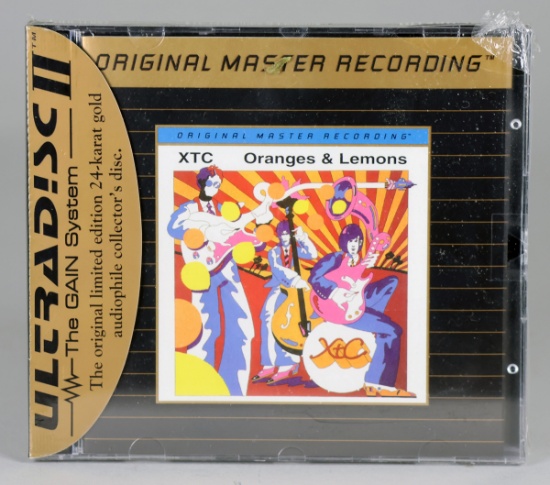 ORIGINAL MASTER RECORDING™
ULTRADISC II™
The GAIN System
The original limited edition 24-karat gold
audiophile collector's disc.
ORIGINAL MASTER RECORDING™
XTC Oranges & Lemons
XTC